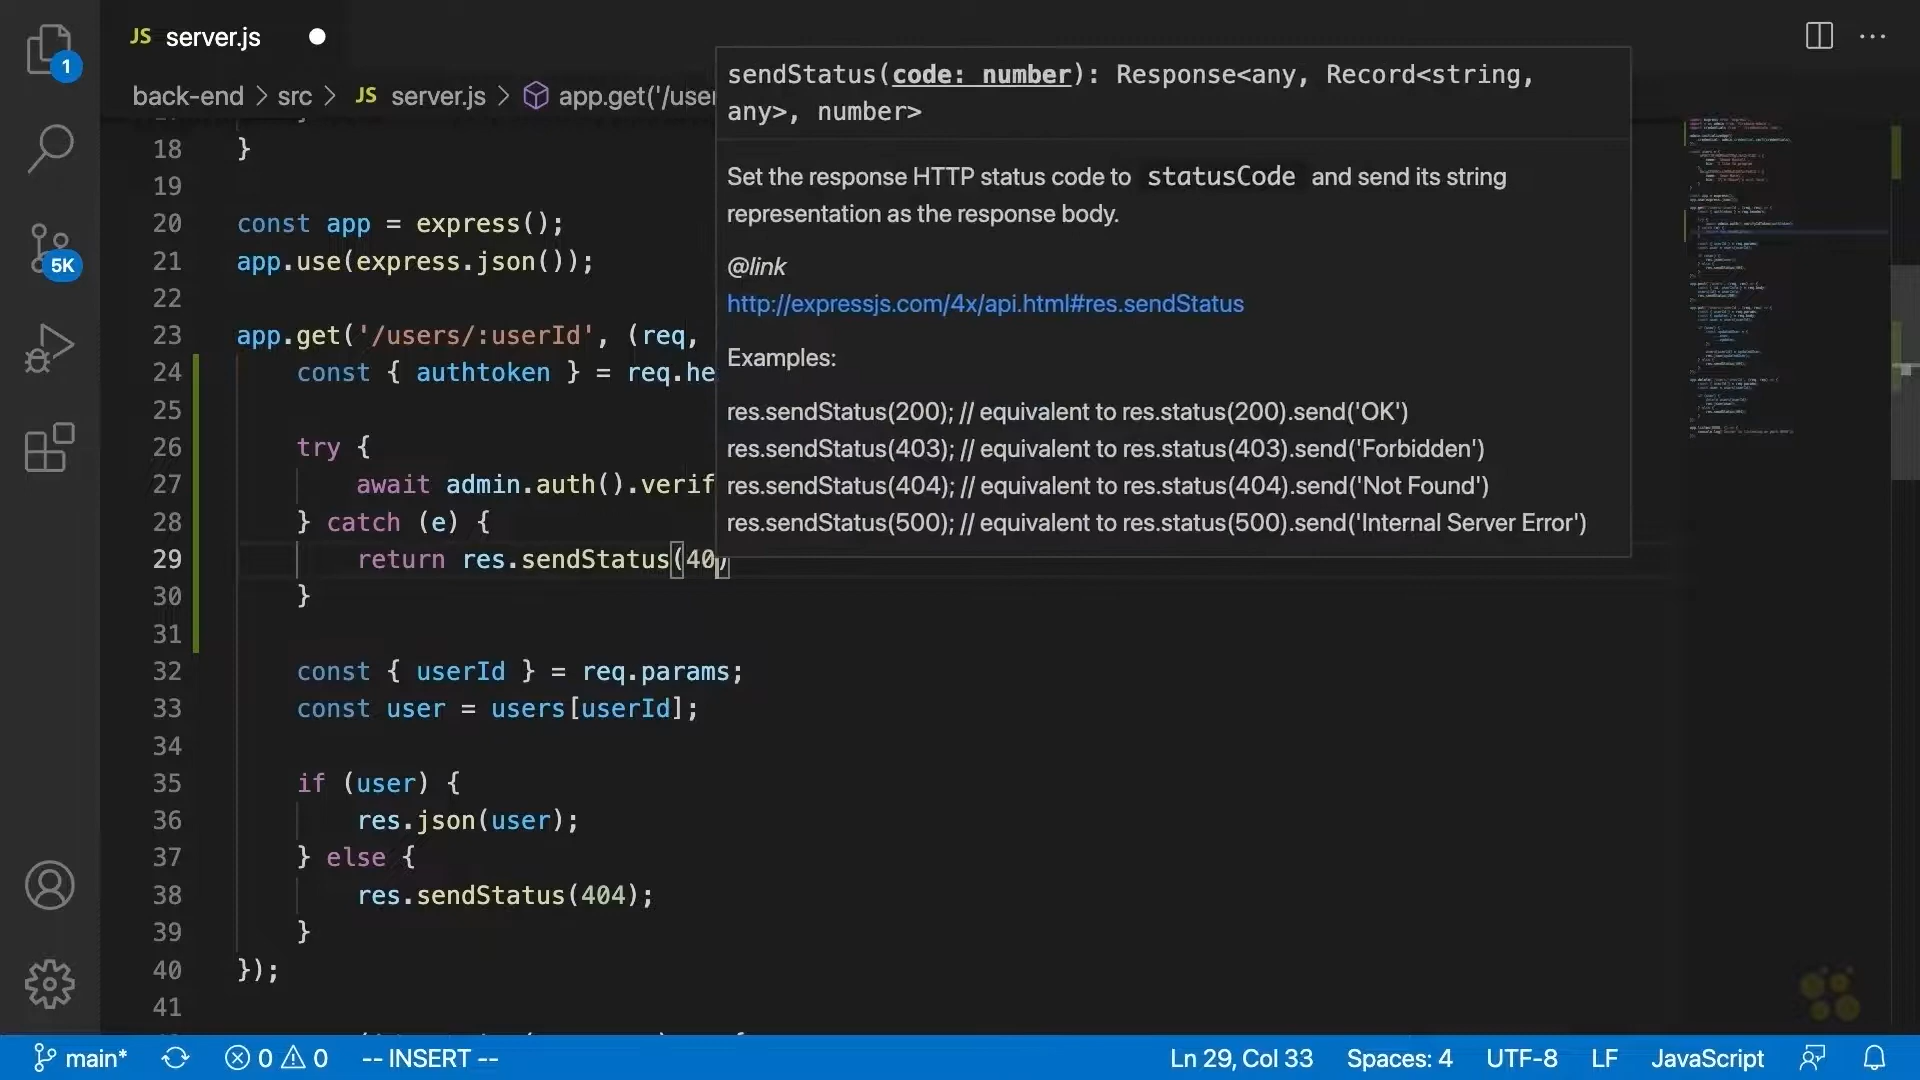 JS server.js
1
back-end > src > JS server.js > app.get('/user
sendStatus(code: number): Response<any, Record<string,
any>, number>
Set the response HTTP status code to statusCode and send its string
representation as the response body.
@link
http://expressjs.com/4x/api.html#res.sendStatus
Examples:
res.sendStatus(200); // equivalent to res.status(200).send('OK')
res.sendStatus(403); // equivalent to res.status(403).send('Forbidden')
res.sendStatus(404); // equivalent to res.status(404).send('Not Found')
res.sendStatus(500); // equivalent to res.status(500).send('Internal Server Error')
5K
18 }
19
20 const app = express();
21 app.use(express.json());
22
23 app.get('/users/:userId', (req,
24 const { authtoken } = req.he
25
26 try {
27 await admin.auth().verif
28 } catch (e) {
29 return res.sendStatus(40)
30 }
31
32 const { userId } = req.params;
33 const user = users[userId];
34
35 if (user) {
36 res.json(user);
37 } else {
38 res.sendStatus(404);
39 }
40 });
41
main* 0 0 -- INSERT -- Ln 29, Col 33 Spaces: 4 UTF-8 LF JavaScript